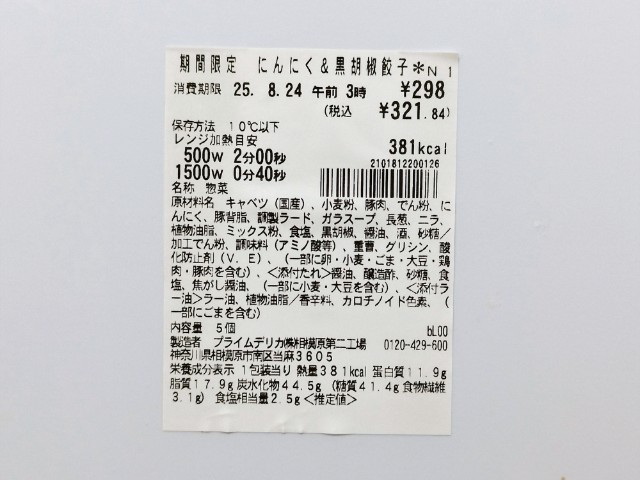 期間限定 にんにく&黒胡椒餃子*N1
消費期限 25. 8.24 午前 3時 ¥298
(税込 ¥321.84)
保存方法 10℃以下
レンジ加熱目安 381kcal
500W 2分00秒
2101812200126
1500W 0分40秒
名称 惣菜
原材料名 キャベツ(国産)、小麦粉、豚肉、でん粉、に
んにく、豚背脂、調製ラード、ガラスープ、長葱、ニラ、
植物油脂、ミックス粉、食塩、黒胡椒、醤油、酒、砂糖/
加工でん粉、調味料(アミノ酸等)、重曹、グリシン、酸
化防止剤(V.E)、(一部に卵・小麦・ごま・大豆・鶏
肉・豚肉を含む)、<添付たれ>醤油、醸造酢、砂糖、食
塩、焦がし醤油、(一部に小麦・大豆を含む)、<添付ラ
ー油>ラー油、植物油脂/香辛料、カロチノイド色素、(
一部にごまを含む)
内容量 5個 bL00
製造者 プライムデリカ㈱相模原第二工場 0120-429-600
神奈川県相模原市南区当麻3605
栄養成分表示 1包装当り 熱量381kcal 蛋白質11.9g
脂質17.9g 炭水化物44.5g (糖質41.4g 食物繊維
3.1g) 食塩相当量2.5g <推定値>